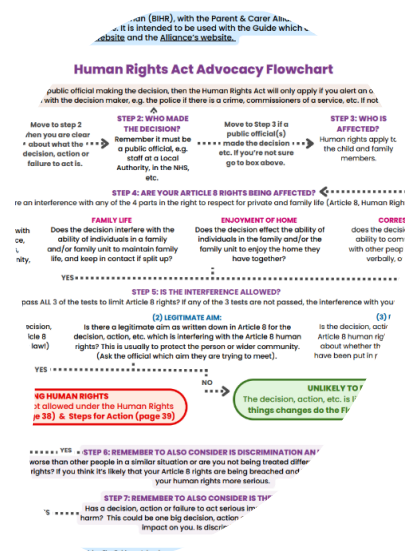 (BIHR), with the Parent & Carer
It is intended to be used with the Guide which
website and the Alliance's website.
Human Rights Act Advocacy Flowchart
public official making the decision, then the Human Rights Act will only apply if you alert an
with the decision maker, e.g. the police if there is a crime, commissioners of a service, etc. If not
Move to step 2
when you are clear
about what the
decision, action or
failure to act is.
STEP 2: WHO MADE
THE DECISION?
Remember it must be
a public official, e.g.
staff at a Local
Authority, in the NHS,
etc.
Move to Step 3 if a
public official(s)
made the decision
etc. If you're not sure
go to box above.
STEP 3: WHO IS
AFFECTED?
Human rights apply to
the child and family
members.
STEP 4: ARE YOUR ARTICLE 8 RIGHTS BEING AFFECTED?
re an interference with any of the 4 parts in the right to respect for private and family life (Article 8, Human Righ
with
ce,
nity,
FAMILY LIFE
Does the decision interfere with the
ability of individuals in a family
and/or family unit to maintain family
life, and keep in contact if split up?
ENJOYMENT OF HOME
Does the decision effect the ability of
individuals in the family and/or the
family unit to enjoy the home they
have together?
CORRES
does the decisi
ability to com
with other peop
verbally, o
YES
STEP 5: IS THE INTERFERENCE ALLOWED?
pass ALL 3 of the tests to limit Article 8 rights? If any of the 3 tests are not passed, the interference with you
ecision,
icle 8
law!)
(2) LEGITIMATE AIM:
Is there a legitimate aim as written down in Article 8 for the
decision, action, etc. which is interfering with the Article 8 human
rights? This is usually to protect the person or wider community.
(Ask the official which aim they are trying to meet).
(3)
Is the decision, acti
Article 8 human rig
about whether th
have been put in
YES
NO
NG HUMAN RIGHTS
ot allowed under the Human Rights
e 38) & Steps for Action (page 39)
UNLIKELY TO
The decision, action, etc. is li
things changes do the Fl
YES
STEP 6: REMEMBER TO ALSO CONSIDER IS DISCRIMINATION AN
worse than other people in a similar situation or are you not being treated differe
rights? If you think it's likely that your Article 8 rights are being breached and
your human rights more serious.
STEP 7: REMEMBER TO ALSO CONSIDER IS THE
Has a decision, action or failure to act serious im
harm? This could be one big decision, action
impact on you. Is discri